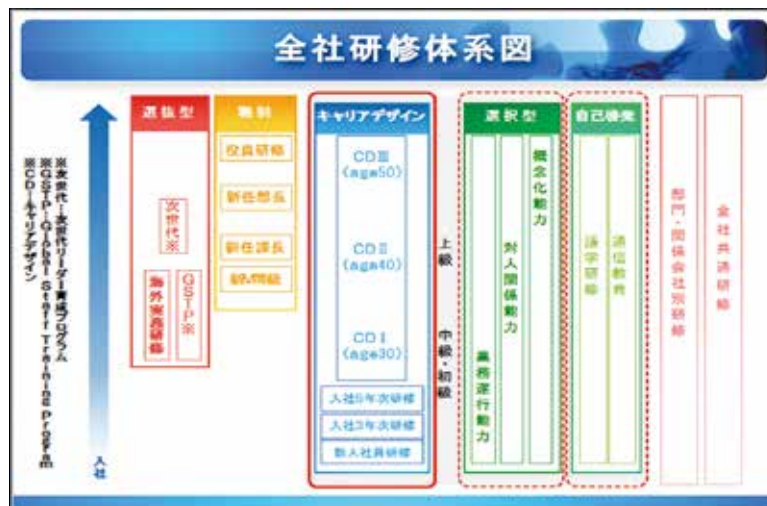 全社研修体系図
選抜型
職制
キャリアデザイン
選択型
自己啓発
役員研修
新任部長
新任課長
次世代※
海外実務研修
GSTP※
CDⅢ
(age50)
CDⅡ
(age40)
CDⅠ
(age30)
入社5年次研修
入社3年次研修
新入社員研修
上級
中級・初級
業務遂行能力
対人関係能力
概念化能力
語学研修
通信教育
部門・関係会社別研修
全社共通研修
入社
※次世代-次世代リーダー育成プログラム
※GSTP-Global Staff Training Program
※CD-キャリアデザイン